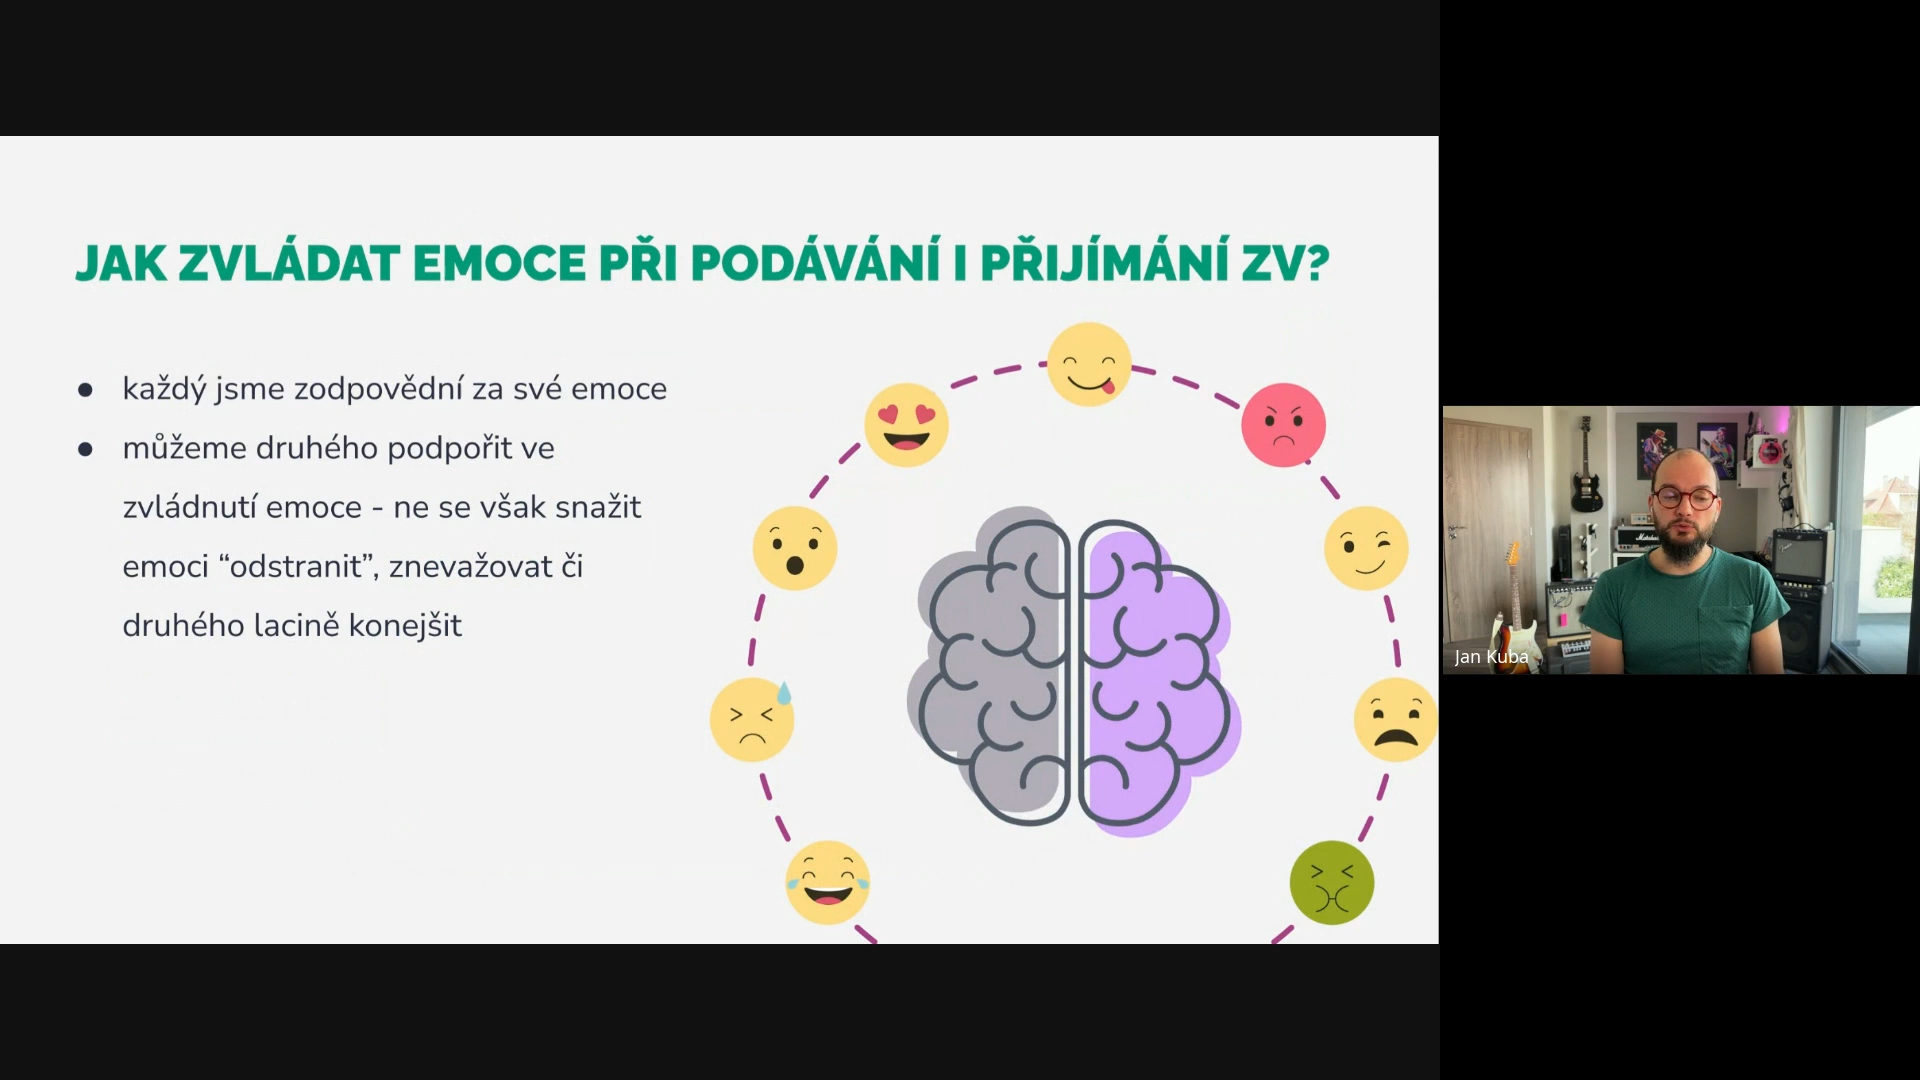 JAK ZVLÁDAT EMOCE PŘI PODÁVÁNÍ I PŘIJÍMÁNÍ ZV?
● každý jsme zodpovědní za své emoce
● můžeme druhého podpořit ve
zvládnutí emoce - ne se však snažit
emoci “odstranit”, znevažovat či
druhého lacině konejšit
Marshall
Jan Kuba